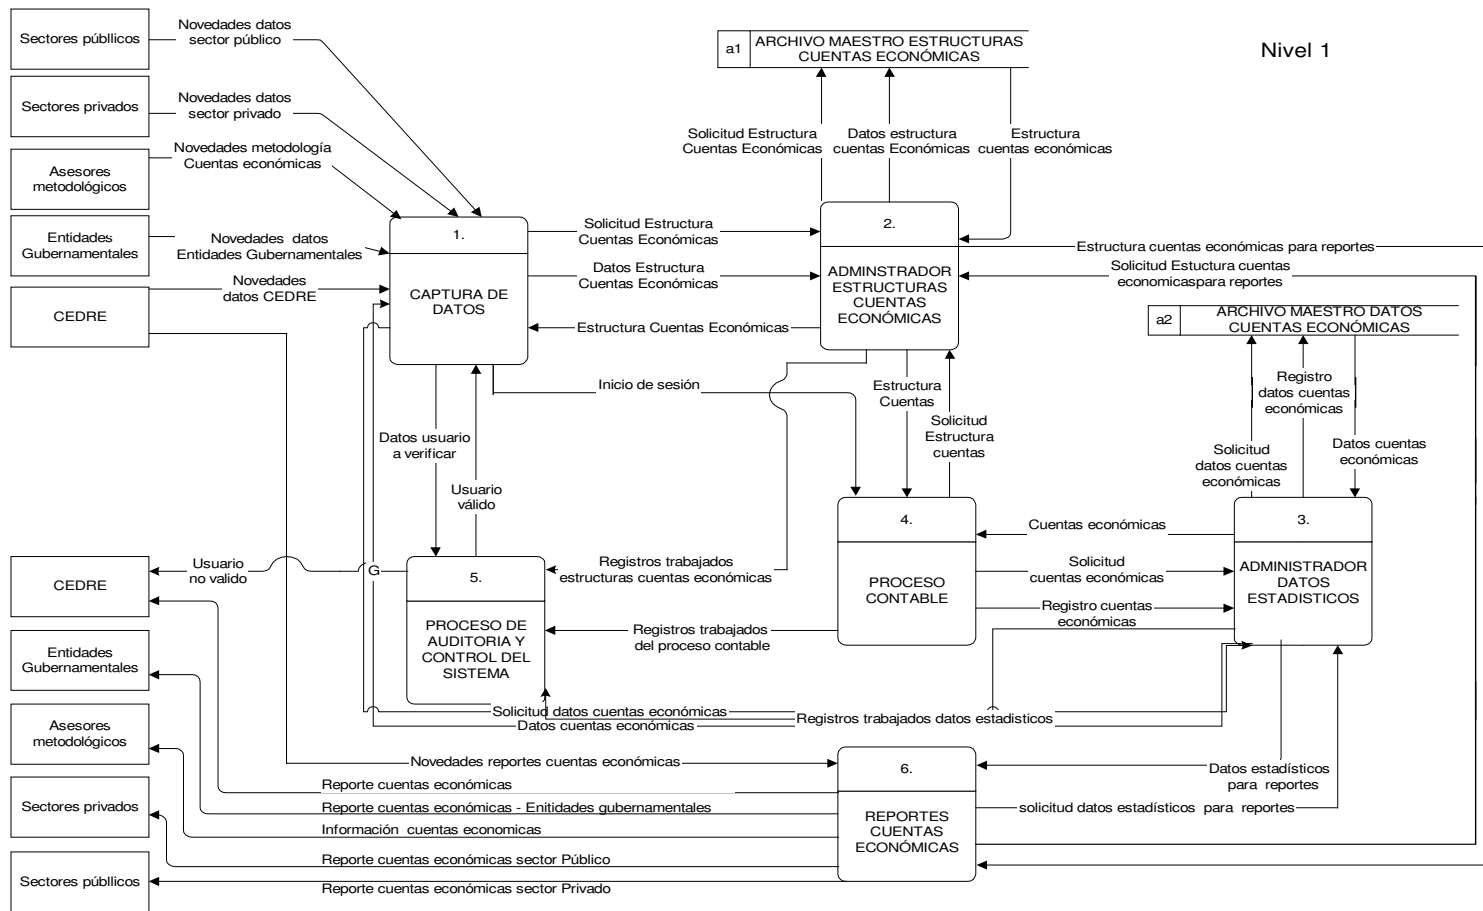 Sectores públlicos
Novedades datos
sector público
a1
ARCHIVO MAESTRO ESTRUCTURAS
CUENTAS ECONÓMICAS
Nivel 1
Sectores privados
Novedades datos
sector privado
Solicitud Estructura
Cuentas Económicas
Datos estructura
cuentas Económicas
Estructura
cuentas económicas
Asesores
metodológicos
Novedades metodología
Cuentas económicas
Entidades
Gubernamentales
Novedades  datos
Entidades Gubernamentales
1.
CAPTURA DE
DATOS
Solicitud Estructura
Cuentas Económicas
Datos Estructura
Cuentas Económicas
Estructura Cuentas Económicas
2.
ADMINSTRADOR
ESTRUCTURAS
CUENTAS
ECONÓMICAS
Estructura cuentas económicas para reportes
Solicitud Estuctura cuentas
economicaspara reportes
CEDRE
Novedades
datos CEDRE
a2
ARCHIVO MAESTRO DATOS
CUENTAS ECONÓMICAS
Inicio de sesión
Estructura
Cuentas
Solicitud
Estructura
cuentas
Registro
datos cuentas
económicas
Solicitud
datos cuentas
económicas
Datos cuentas
económicas
Datos usuario
a verificar
Usuario
válido
4.
PROCESO
CONTABLE
Cuentas económicas
Solicitud
cuentas económicas
Registro cuentas
económicas
3.
ADMINISTRADOR
DATOS
ESTADISTICOS
CEDRE
Usuario
no valido
G
5.
PROCESO DE
AUDITORIA Y
CONTROL DEL
SISTEMA
Registros trabajados
estructuras cuentas económicas
Registros trabajados
del proceso contable
Entidades
Gubernamentales
Solicitud datos cuentas económicas
Datos cuentas económicas
Registros trabajados datos estadisticos
Asesores
metodológicos
Novedades reportes cuentas económicas
6.
REPORTES
CUENTAS
ECONÓMICAS
Datos estadísticos
para reportes
solicitud datos estadísticos  para  reportes
Reporte cuentas económicas
Reporte cuentas económicas - Enitidades gubernamentales
Sectores privados
Información  cuentas economicas
Reporte cuentas económicas sector Público
Sectores públlicos
Reporte cuentas económicas sector Privado